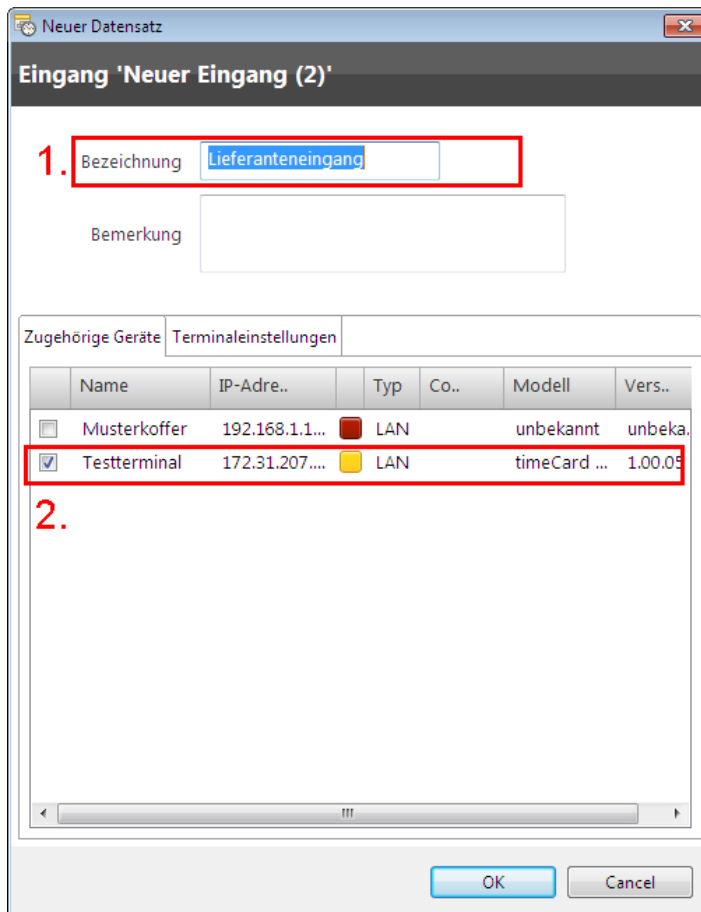 Neuer Datensatz
Eingang 'Neuer Eingang (2)'
1. Bezeichnung Lieferanteneingang
Bemerkung
Zugehörige Geräte Terminaleinstellungen
Name IP-Adre.. Typ Co.. Modell Vers..
Musterkoffer 192.168.1.1... LAN unbekannt unbeka.
Testterminal 172.31.207.... LAN timeCard ... 1.00.05
2.
OK Cancel